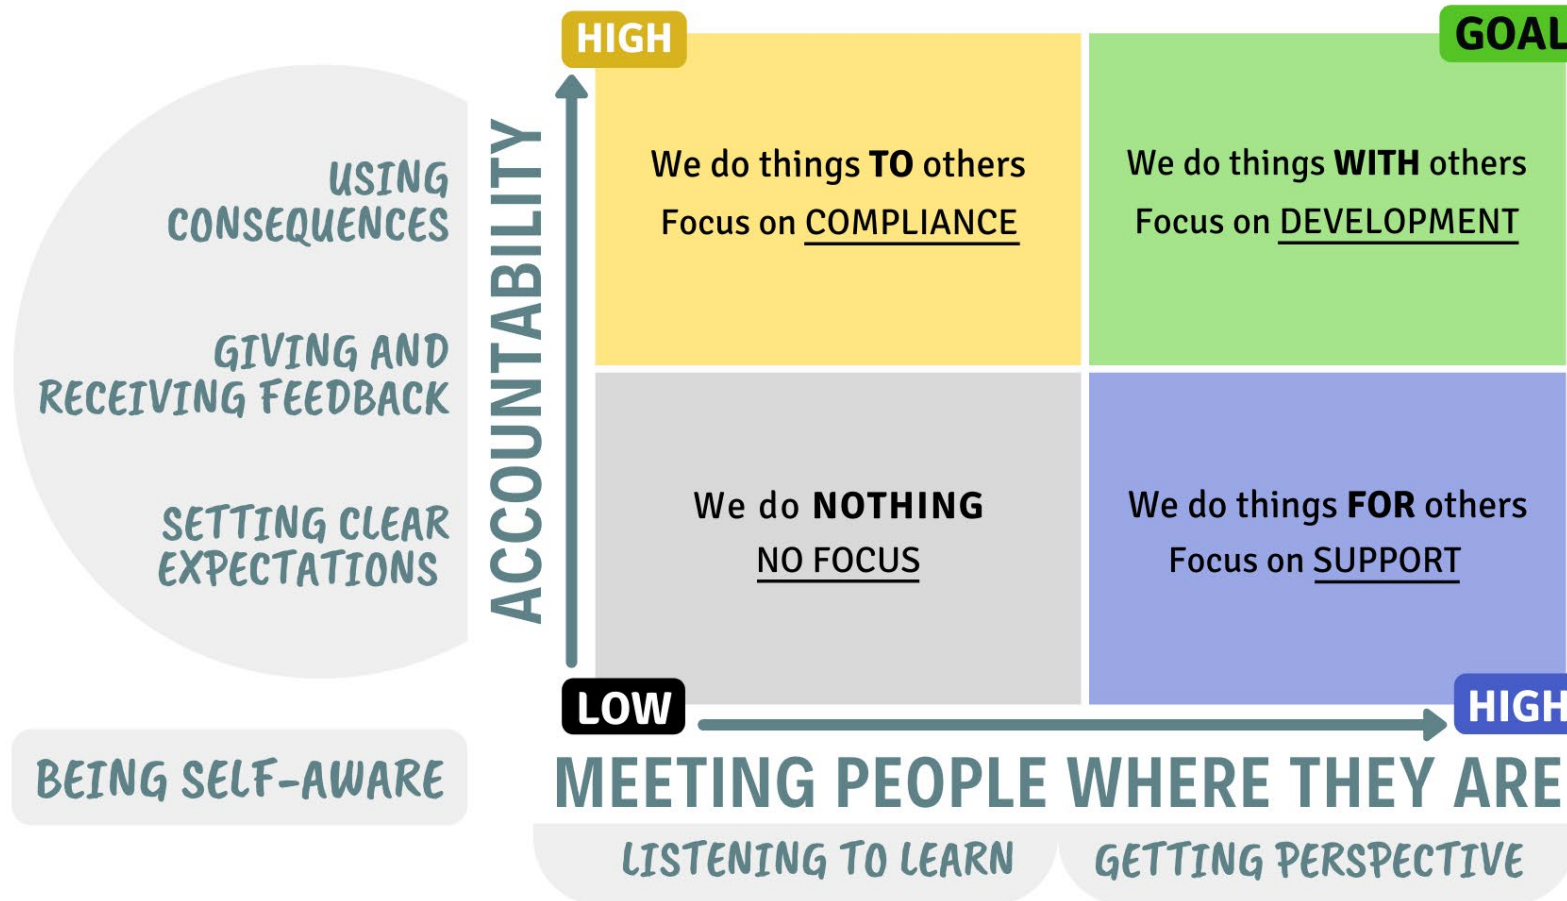 HIGH
GOAL
USING
CONSEQUENCES
GIVING AND
RECEIVING FEEDBACK
SETTING CLEAR
EXPECTATIONS
ACCOUNTABILITY
We do things TO others
Focus on COMPLIANCE
We do things WITH others
Focus on DEVELOPMENT
We do NOTHING
NO FOCUS
We do things FOR others
Focus on SUPPORT
LOW
HIGH
BEING SELF-AWARE
MEETING PEOPLE WHERE THEY ARE
LISTENING TO LEARN
GETTING PERSPECTIVE